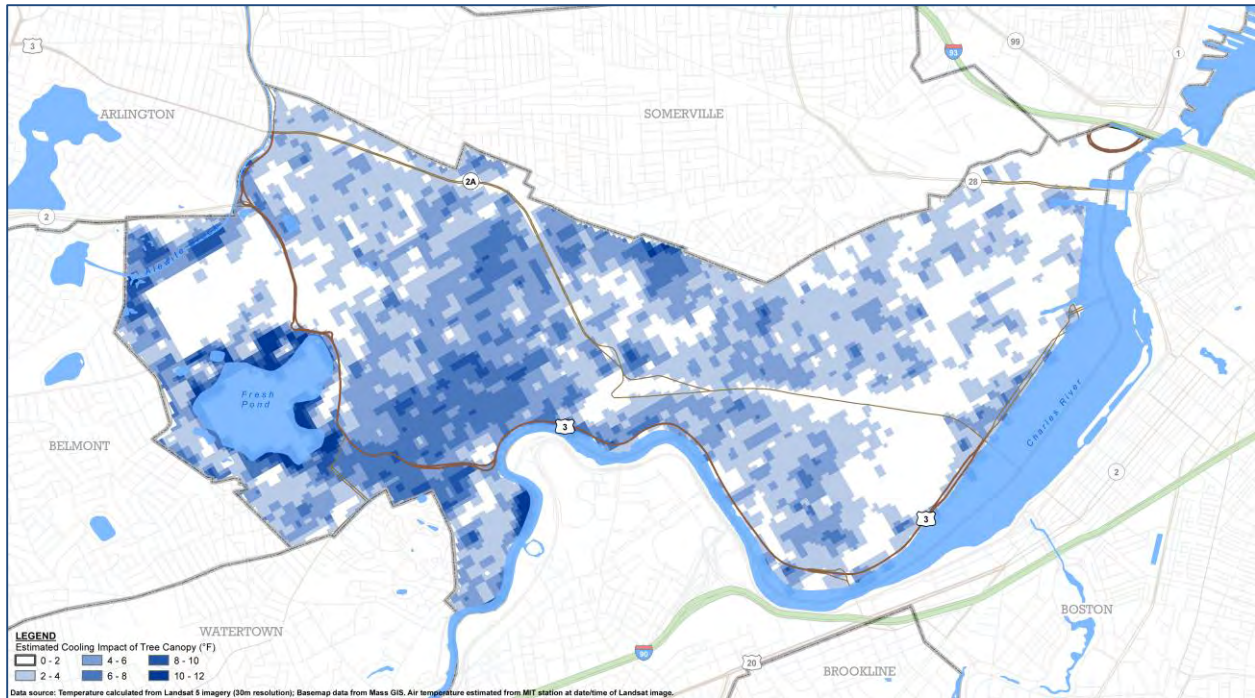 3
ARLINGTON
SOMERVILLE
99
1
93
28
2A
2
Alewife
Fresh
Pond
3
Charles River
BELMONT
2
3
WATERTOWN
BOSTON
90
20
BROOKLINE
LEGEND
Estimated Cooling Impact of Tree Canopy (°F)
0 - 2 4 - 6 8 - 10
2 - 4 6 - 8 10 - 12
Data source: Temperature calculated from Landsat 5 imagery (30m resolution); Basemap data from Mass GIS. Air temperature estimated from MIT station at date/time of Landsat image.